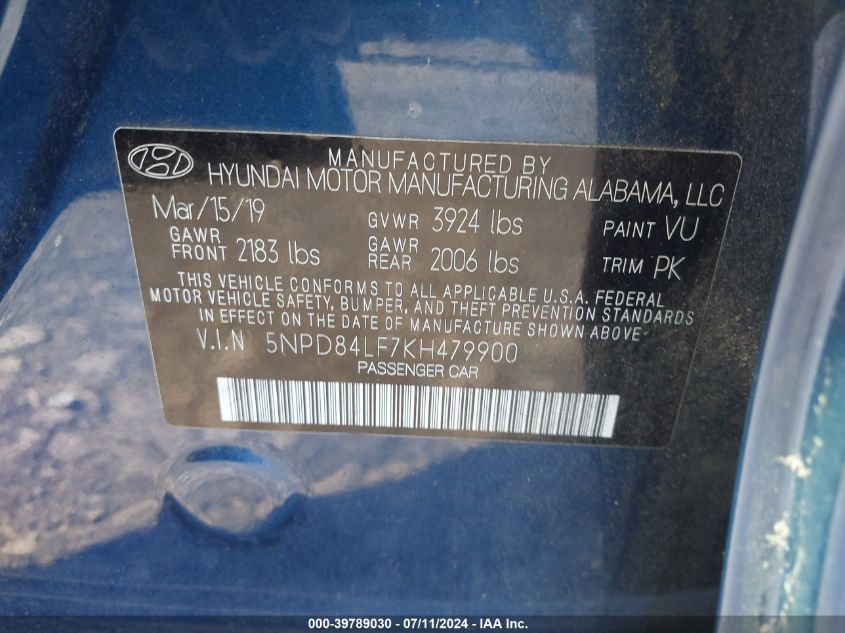 MANUFACTURED BY
HYUNDAI MOTOR MANUFACTURING ALABAMA, LLC
Mar/15/19 GVWR 3924 lbs PAINT VU
GAWR FRONT 2183 lbs GAWR REAR 2006 lbs TRIM PK
THIS VEHICLE CONFORMS TO ALL APPLICABLE U.S.A. FEDERAL
MOTOR VEHICLE SAFETY, BUMPER, AND THEFT PREVENTION STANDARDS
IN EFFECT ON THE DATE OF MANUFACTURE SHOWN ABOVE.
V.I.N 5NPD84LF7KH479900
PASSENGER CAR
000-39789030 - 07/11/2024 - IAA Inc.